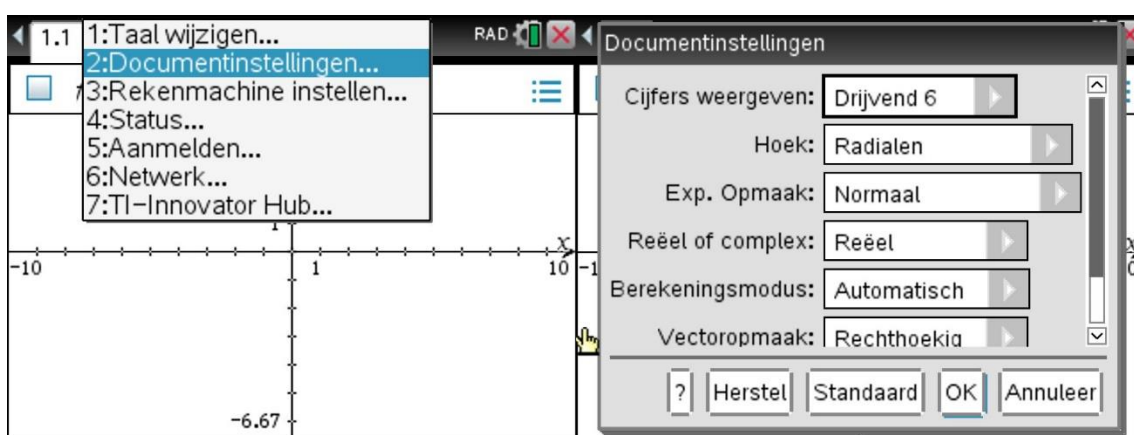 1.1
RAD
1:Taal wijzigen...
2:Documentinstellingen...
3:Rekenmachine instellen...
4:Status...
5:Aanmelden...
6:Netwerk...
7:TI-Innovator Hub...
1
x
-10
1
10
-6.67
Documentinstellingen
Cijfers weergeven: Drijvend 6
Hoek: Radialen
Exp. Opmaak: Normaal
Reëel of complex: Reëel
Berekeningsmodus: Automatisch
Vectoropmaak: Rechthoekig
? Herstel Standaard OK Annuleer